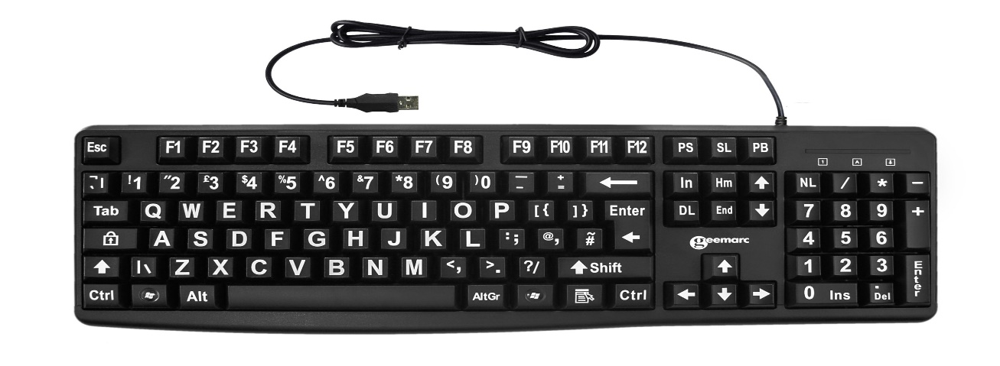 Esc F1 F2 F3 F4 F5 F6 F7 F8 F9 F10 F11 F12 PS SL PB
1 A
¬ | !1 "2 £3 $4 %5 ^6 &7 *8 (9 )0 _- += In Hm NL / * -
Tab Q W E R T Y U I O P [{ ]} Enter DL End 7 8 9 +
A S D F G H J K L :; @, ~# geemarc 4 5 6
|\ Z X C V B N M <, >. ?/ Shift 1 2 3 Enter
Ctrl Alt AltGr Ctrl 0 Ins . Del